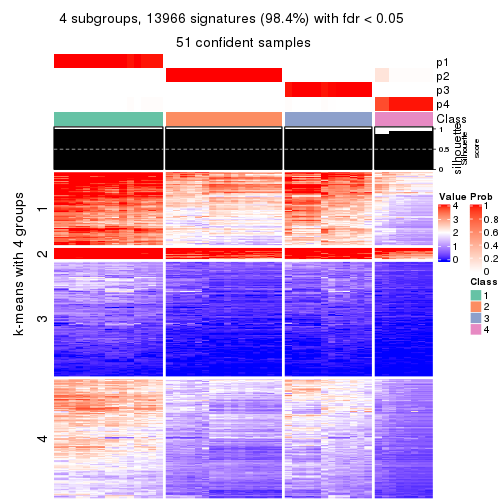 4 subgroups, 13966 signatures (98.4%) with fdr < 0.05
51 confident samples
p1
p2
p3
p4
Class
silhouette
Silhouette
score
1
0.5
0
k-means with 4 groups
1
2
3
4
Value
4
3
2
1
0
Prob
1
0.8
0.6
0.4
0.2
0
Class
1
2
3
4